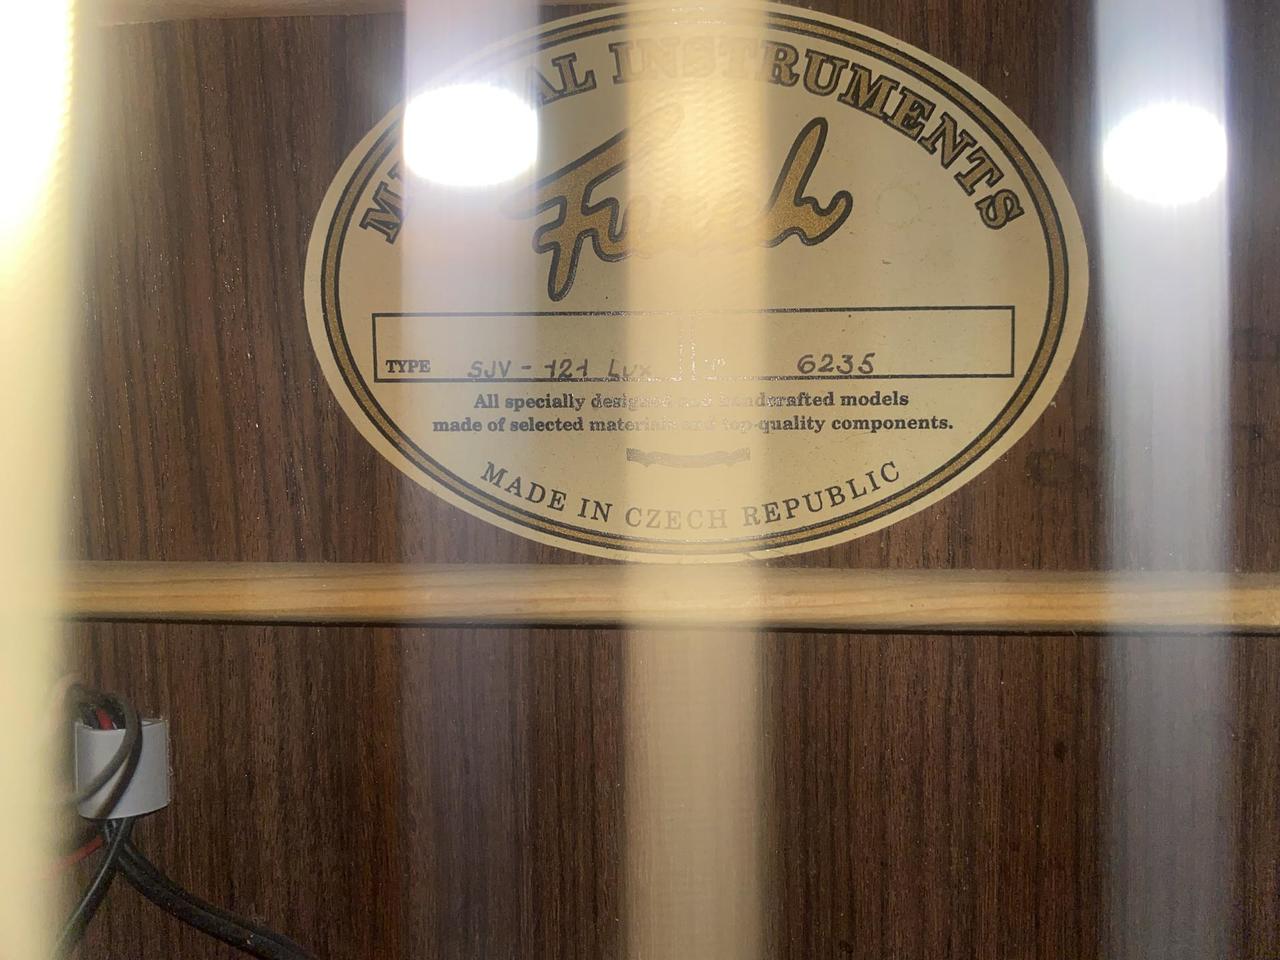 MUSICAL INSTRUMENTS
Furch
TYPE SJV - 121 Lux Nº 6235
All specially designed and handcrafted models
made of selected materials and top-quality components.
MADE IN CZECH REPUBLIC